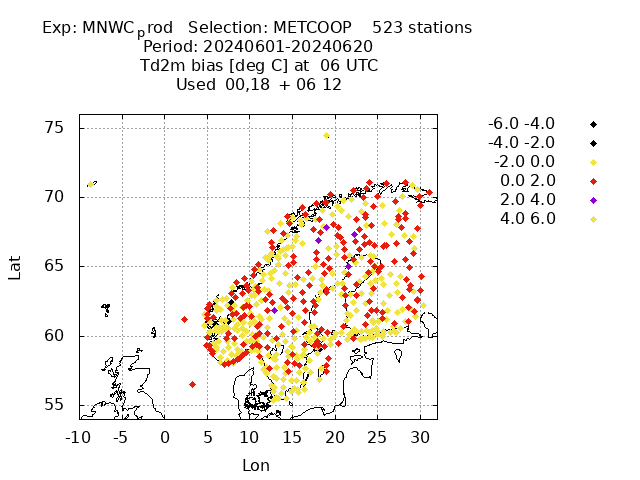 Exp: MNWCprod   Selection: METCOOP    523 stations
Period: 20240601-20240620
Td2m bias [deg C] at  06 UTC
Used  00,18  + 06 12
-6.0 -4.0
-4.0 -2.0
-2.0 0.0
0.0 2.0
2.0 4.0
4.0 6.0
75
70
65
60
55
Lat
-10 -5 0 5 10 15 20 25 30
Lon